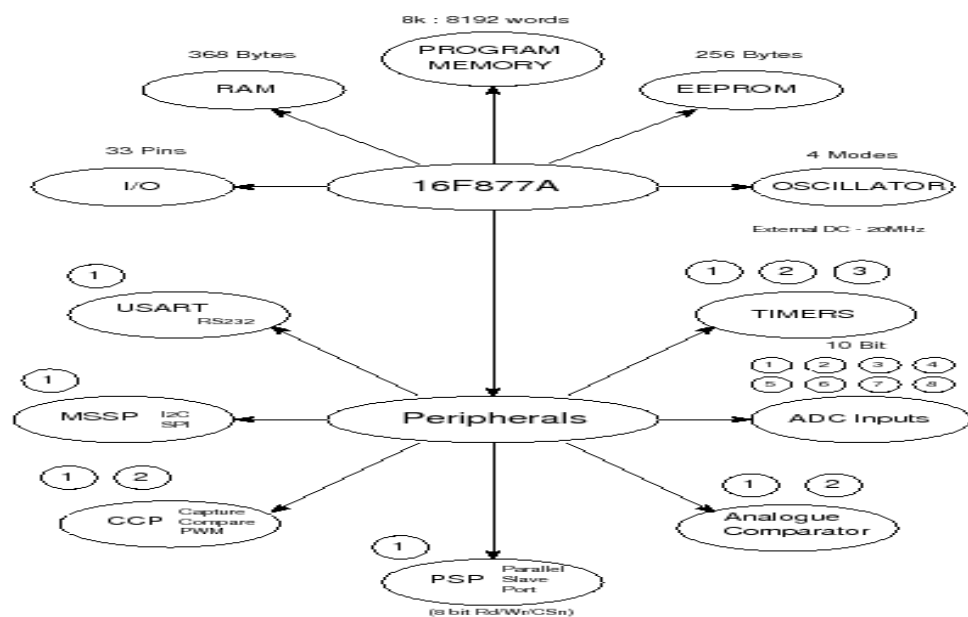 8k : 8192 words
PROGRAM
MEMORY
368 Bytes
RAM
256 Bytes
EEPROM
33 Pins
I/O
16F877A
4 Modes
OSCILLATOR
External DC - 20MHz
1
USART
RS232
1 2 3
TIMERS
10 Bit
1 2 3 4
5 6 7 8
ADC Inputs
1
MSSP
I2C
SPI
Peripherals
1 2
CCP
Capture
Compare
PWM
1 2
Analogue
Comparator
1
PSP
Parallel
Slave
Port
(8 bit Rd/Wr/CSn)